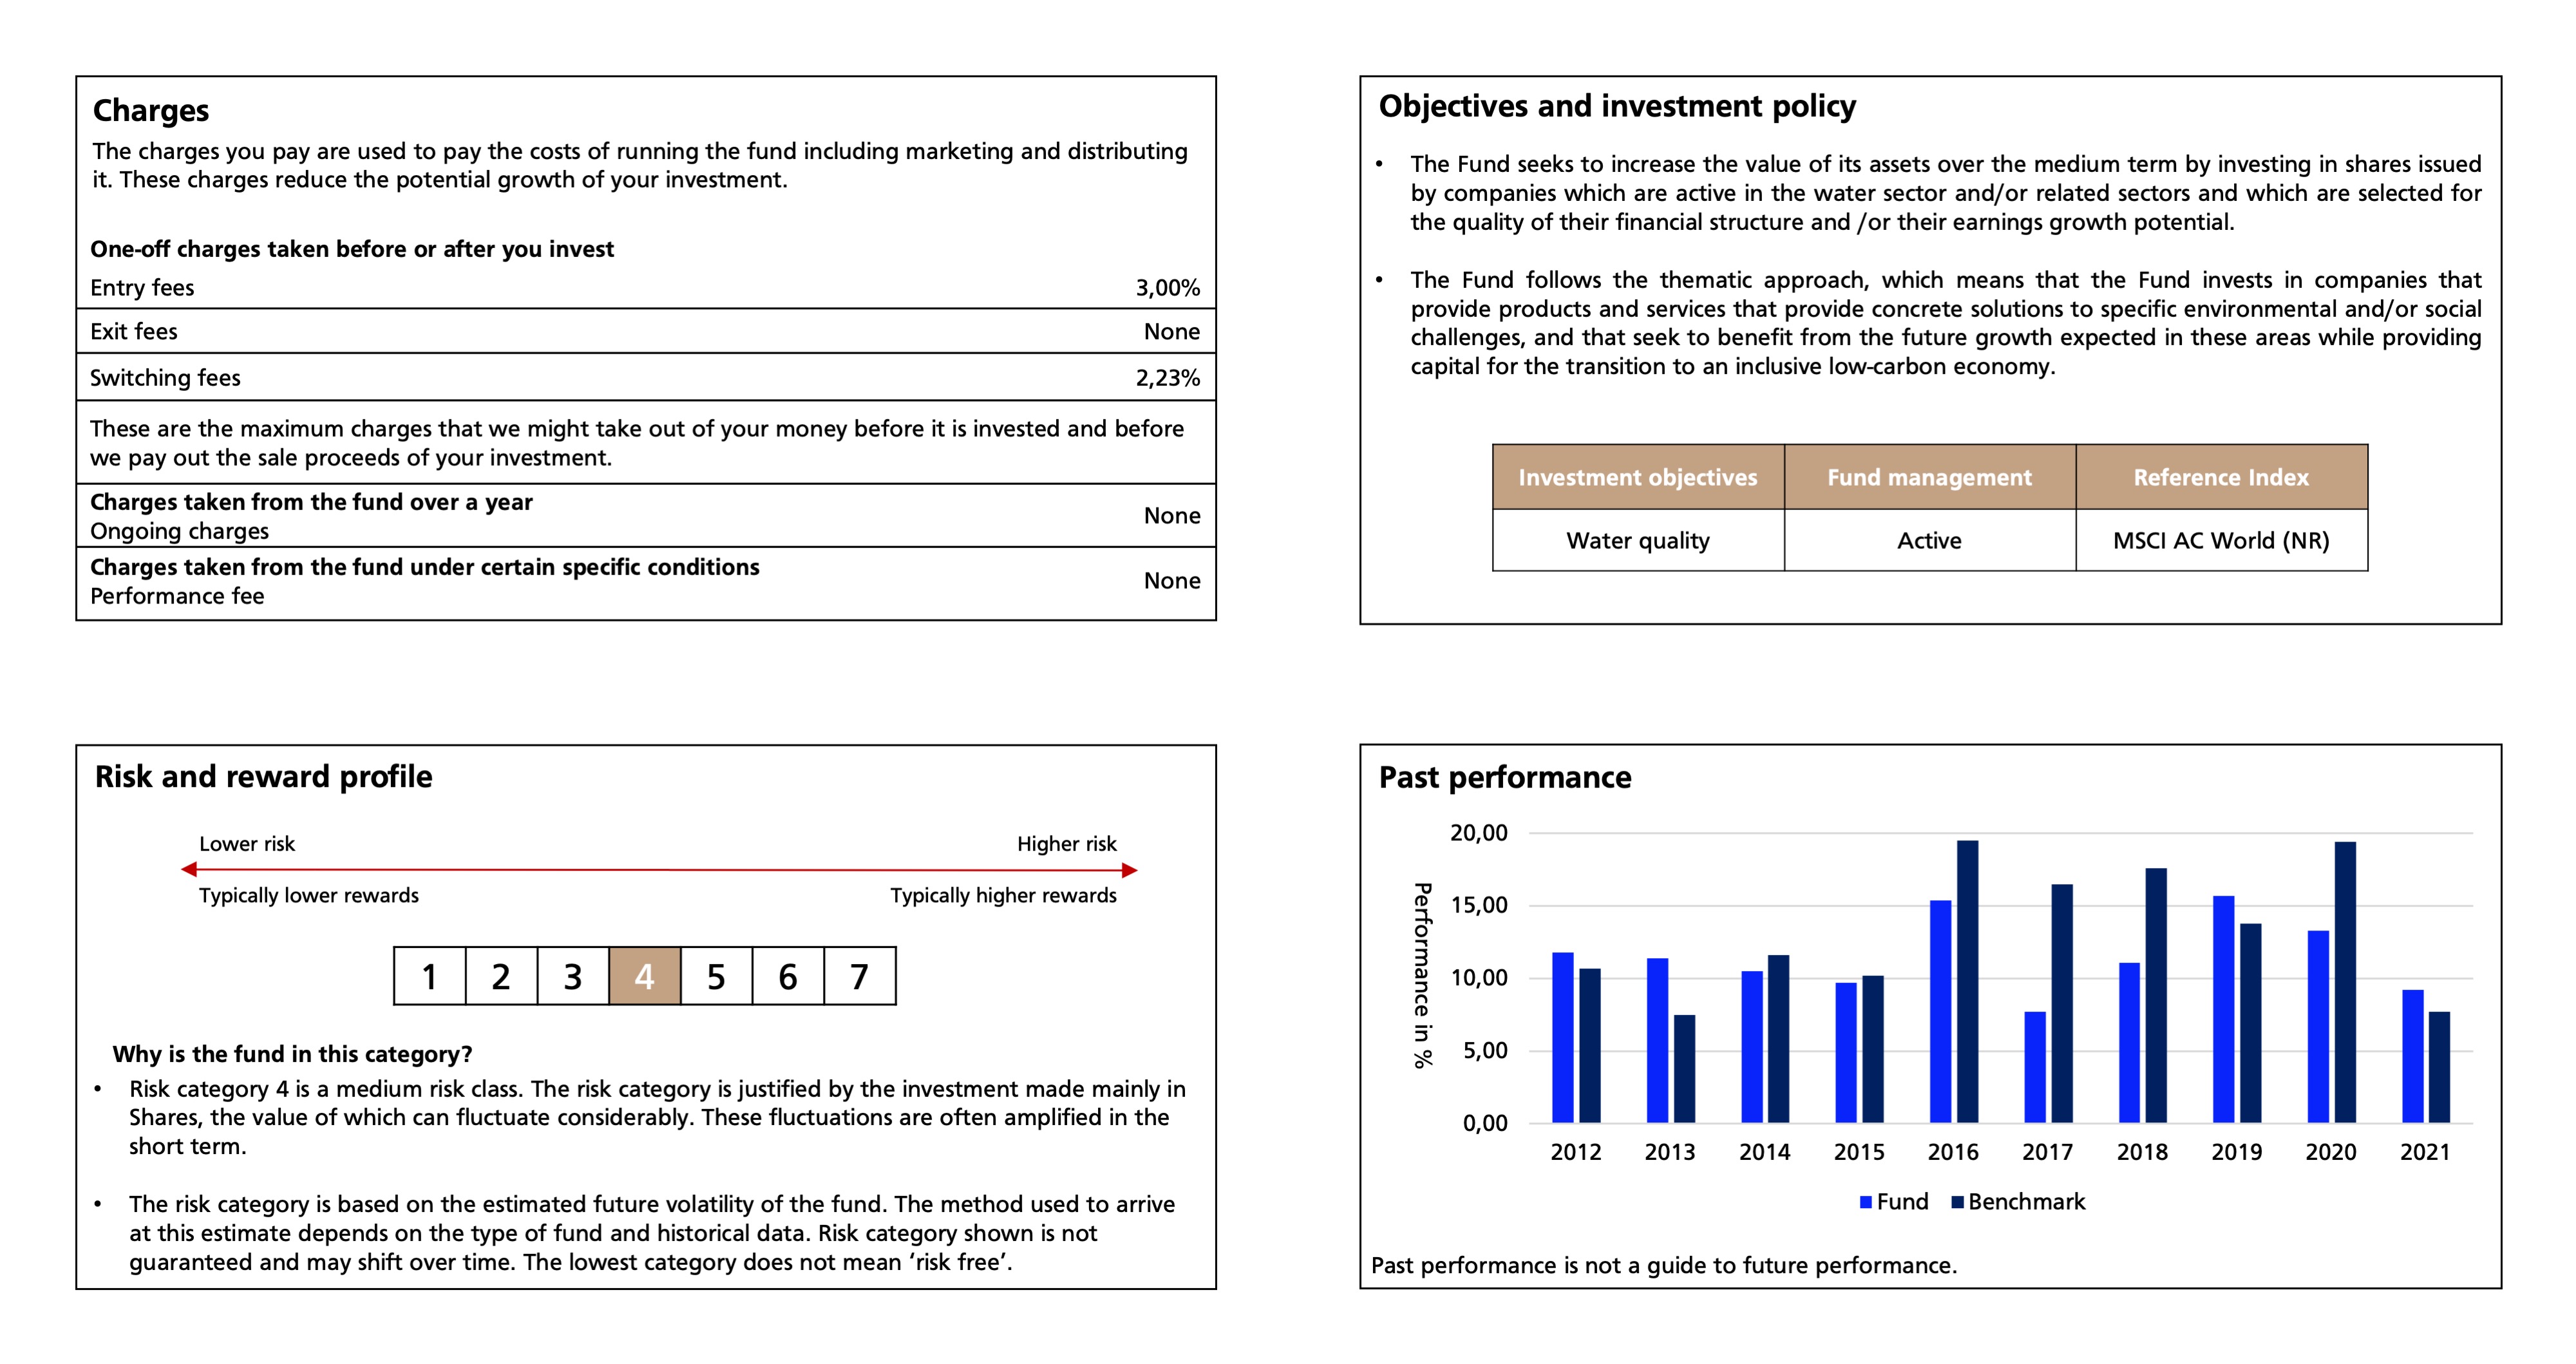 Charges
The charges you pay are used to pay the costs of running the fund including marketing and distributing
it. These charges reduce the potential growth of your investment.
One-off charges taken before or after you invest
Entry fees 3,00%
Exit fees None
Switching fees 2,23%
These are the maximum charges that we might take out of your money before it is invested and before
we pay out the sale proceeds of your investment.
Charges taken from the fund over a year
Ongoing charges None
Charges taken from the fund under certain specific conditions
Performance fee None
Objectives and investment policy
• The Fund seeks to increase the value of its assets over the medium term by investing in shares issued
by companies which are active in the water sector and/or related sectors and which are selected for
the quality of their financial structure and /or their earnings growth potential.
• The Fund follows the thematic approach, which means that the Fund invests in companies that
provide products and services that provide concrete solutions to specific environmental and/or social
challenges, and that seek to benefit from the future growth expected in these areas while providing
capital for the transition to an inclusive low-carbon economy.
Investment objectives Fund management Reference Index
Water quality Active MSCI AC World (NR)
Risk and reward profile
Lower risk Higher risk
Typically lower rewards Typically higher rewards
1 2 3 4 5 6 7
Why is the fund in this category?
• Risk category 4 is a medium risk class. The risk category is justified by the investment made mainly in
Shares, the value of which can fluctuate considerably. These fluctuations are often amplified in the
short term.
• The risk category is based on the estimated future volatility of the fund. The method used to arrive
at this estimate depends on the type of fund and historical data. Risk category shown is not
guaranteed and may shift over time. The lowest category does not mean ‘risk free’.
Past performance
Performance in %
20,00
15,00
10,00
5,00
0,00
2012 2013 2014 2015 2016 2017 2018 2019 2020 2021
Fund Benchmark
Past performance is not a guide to future performance.